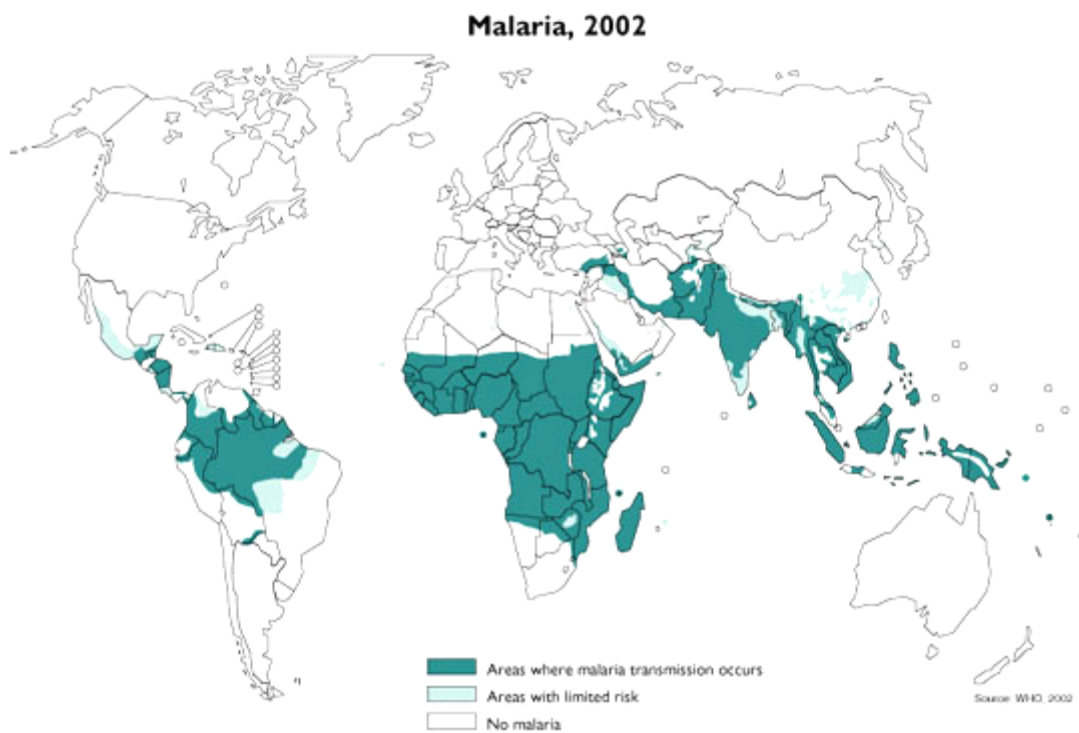 Malaria, 2002
Areas where malaria transmission occurs
Areas with limited risk
No malaria
Source: WHO, 2002